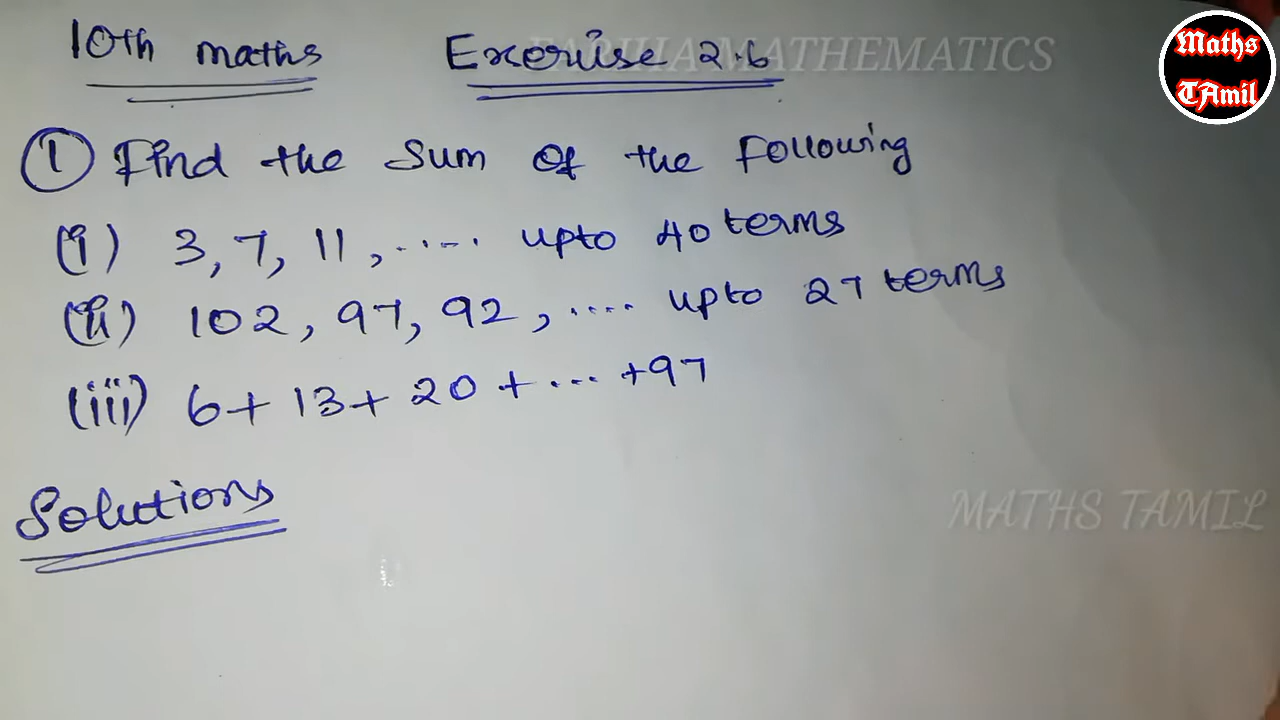 10th maths Exercise 2.6
MATHEMATICS
Maths
TAmil
① Find the Sum of the following
(i) 3, 7, 11, ..... upto 40 terms
(ii) 102, 97, 92, .... upto 27 terms
(iii) 6+ 13+ 20 + ... +97
Solutions
MATHS TAMIL